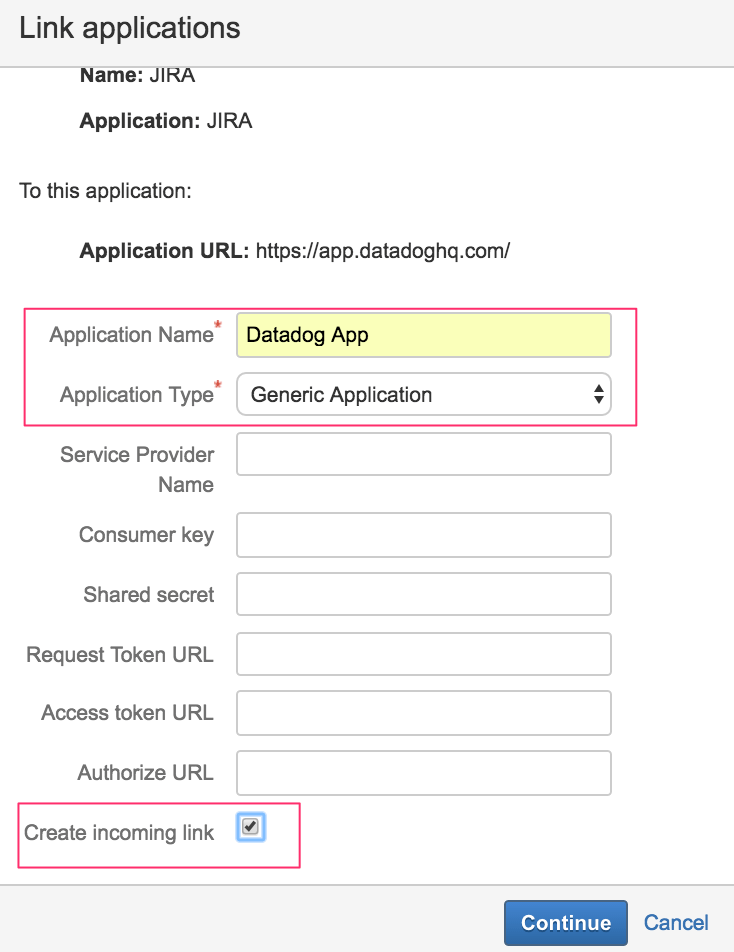 Link applications
Name: JIRA
Application: JIRA
To this application:
Application URL: https://app.datadoghq.com/
Application Name* Datadog App
Application Type* Generic Application
Service Provider
Name
Consumer key
Shared secret
Request Token URL
Access token URL
Authorize URL
Create incoming link
Continue Cancel